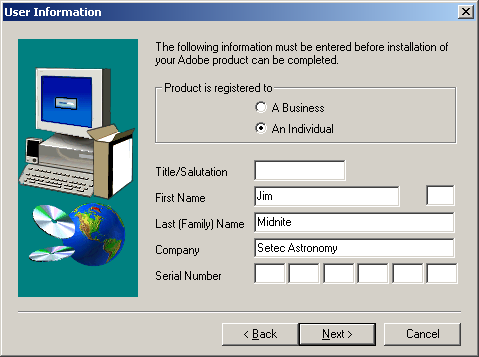 User Information
The following information must be entered before installation of
your Adobe product can be completed.
Product is registered to
A Business
An Individual
Title/Salutation
First Name Jim
Last (Family) Name Midnite
Company Setec Astronomy
Serial Number
< Back Next > Cancel